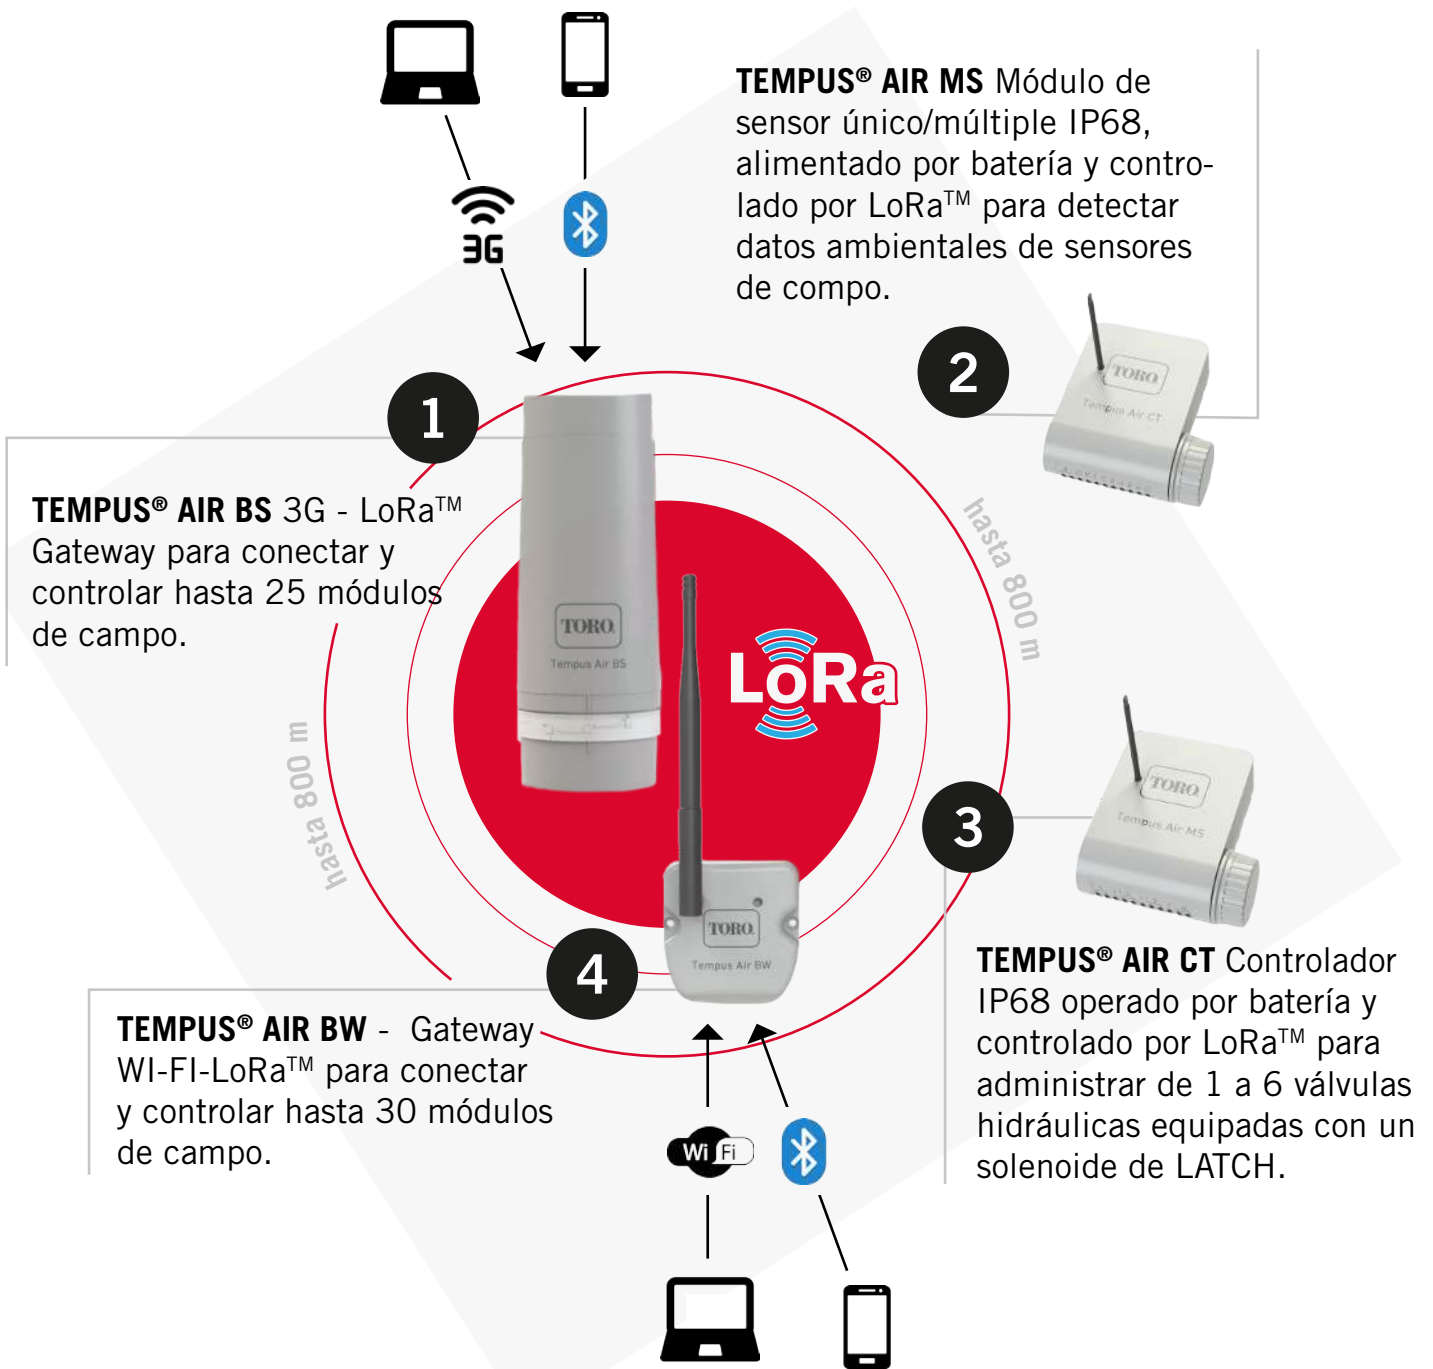 3G
TEMPUS® AIR MS Módulo de
sensor único/múltiple IP68,
alimentado por batería y contro-
lado por LoRa™ para detectar
datos ambientales de sensores
de compo.
2
TORO
Tempus Air CT
1
TEMPUS® AIR BS 3G - LoRa™
Gateway para conectar y
controlar hasta 25 módulos
de campo.
TORO
Tempus Air BS
LoRa
hasta 800 m
hasta 800 m
3
TORO
Tempus Air MS
TEMPUS® AIR CT Controlador
IP68 operado por batería y
controlado por LoRa™ para
administrar de 1 a 6 válvulas
hidráulicas equipadas con un
solenoide de LATCH.
4
TORO
Tempus Air BW
TEMPUS® AIR BW - Gateway
WI-FI-LoRa™ para conectar
y controlar hasta 30 módulos
de campo.
Wi Fi